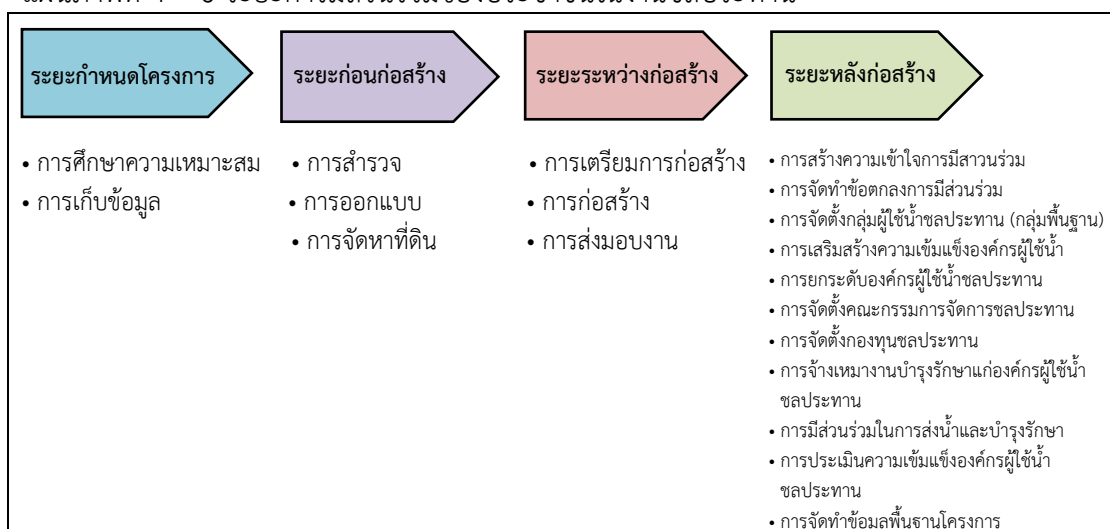 ระยะกำหนดโครงการ
• การศึกษาความเหมาะสม
• การเก็บข้อมูล
ระยะก่อนก่อสร้าง
• การสำรวจ
• การออกแบบ
• การจัดหาที่ดิน
ระยะระหว่างก่อสร้าง
• การเตรียมการก่อสร้าง
• การก่อสร้าง
• การส่งมอบงาน
ระยะหลังก่อสร้าง
• การสร้างความเข้าใจการมีสาวนร่วม
• การจัดทำข้อตกลงการมีส่วนร่วม
• การจัดตั้งกลุ่มผู้ใช้น้ำชลประทาน (กลุ่มพื้นฐาน)
• การเสริมสร้างความเข้มแข็งองค์กรผู้ใช้น้ำ
• การยกระดับองค์กรผู้ใช้น้ำชลประทาน
• การจัดตั้งคณะกรรมการจัดการชลประทาน
• การจัดตั้งกองทุนชลประทาน
• การจ้างเหมางานบำรุงรักษาแก่องค์กรผู้ใช้น้ำ
ชลประทาน
• การมีส่วนร่วมในการส่งน้ำและบำรุงรักษา
• การประเมินความเข้มแข็งองค์กรผู้ใช้น้ำ
ชลประทาน
• การจัดทำข้อมูลพื้นฐานโครงการ